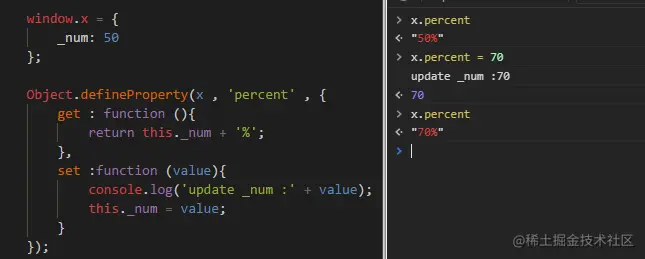 window.x = {
    _num: 50
};
Object.defineProperty(x , 'percent' , {
    get : function (){
        return this._num + '%';
    },
    set :function (value){
        console.log('update _num :' + value);
        this._num = value;
    }
});
> x.percent
"50%"
> x.percent = 70
update _num :70
70
> x.percent
"70%"
>
@稀土掘金技术社区